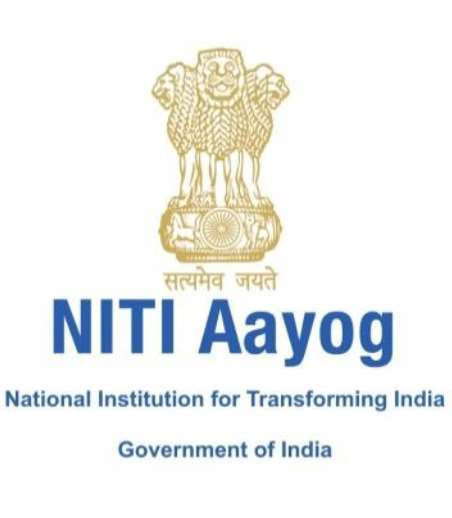 सत्यमेव जयते
NITI Aayog
National Institution for Transforming India
Government of India